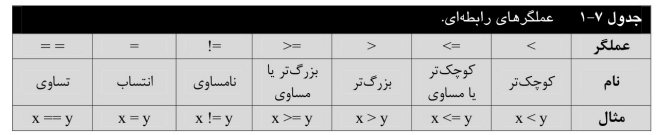 جدول ۷-۱ عملگرهای رابطه‌ای.
عملگر < <= > >= != = ==
نام کوچک‌تر کوچک‌تر یا مساوی بزرگ‌تر بزرگ‌تر یا مساوی نامساوی انتساب تساوی
مثال x < y x <= y x > y x >= y x != y x = y x == y